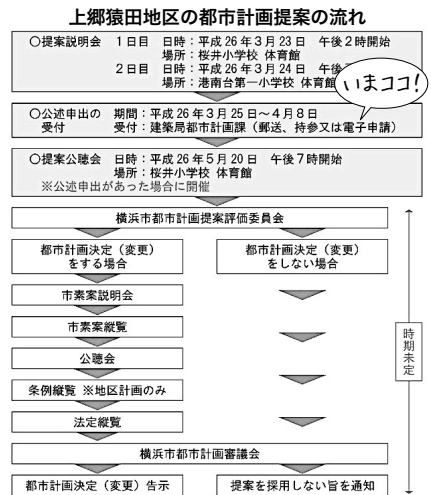 上郷猿田地区の都市計画提案の流れ
○提案説明会 1日目 日時:平成26年3月23日 午後2時開始
場所:桜井小学校 体育館
2日目 日時:平成26年3月24日 午後
場所:港南台第一小学校 体育館
いまココ!
○公述申出の 期間:平成26年3月25日~4月8日
受付 受付:建築局都市計画課(郵送、持参又は電子申請)
○提案公聴会 日時:平成26年5月20日 午後7時開始
場所:桜井小学校 体育館
※公述申出があった場合に開催
横浜市都市計画提案評価委員会
都市計画決定(変更)
をする場合
都市計画決定(変更)
をしない場合
市素案説明会
市素案縦覧
公聴会
条例縦覧 ※地区計画のみ
法定縦覧
時期未定
横浜市都市計画審議会
都市計画決定(変更)告示
提案を採用しない旨を通知